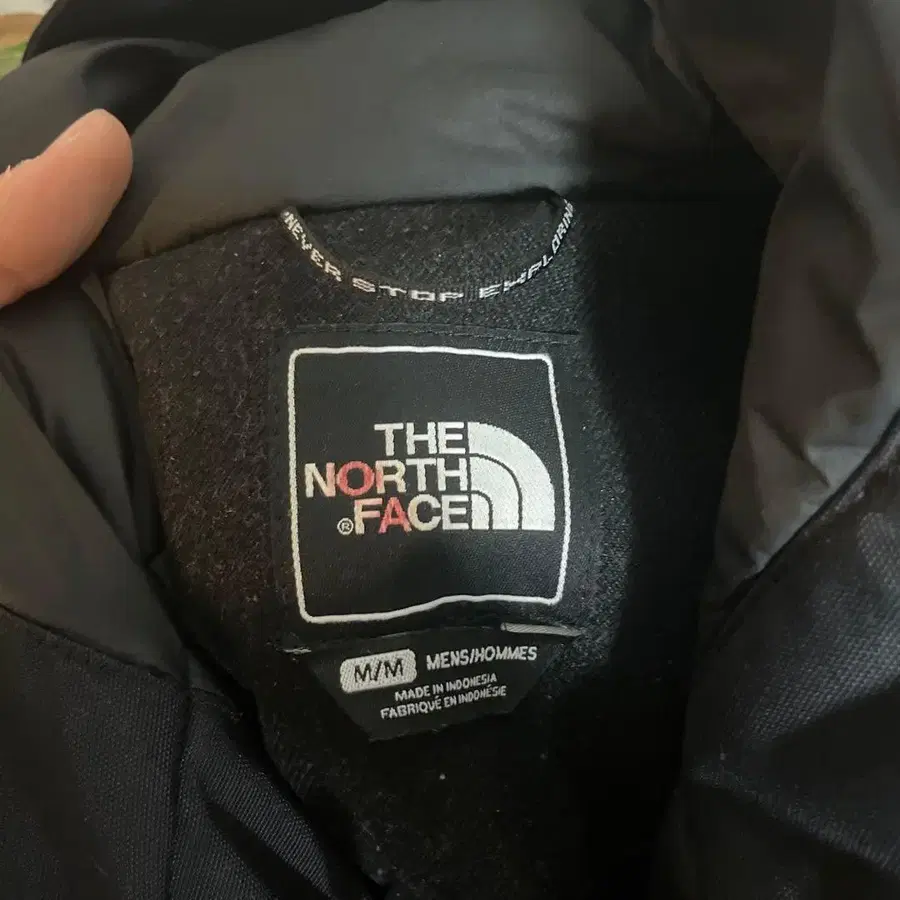 NEVER STOP EXPLORING
THE
NORTH
®FACE
M/M MENS/HOMMES
MADE IN INDONESIA
FABRIQUÉ EN INDONÉSIE